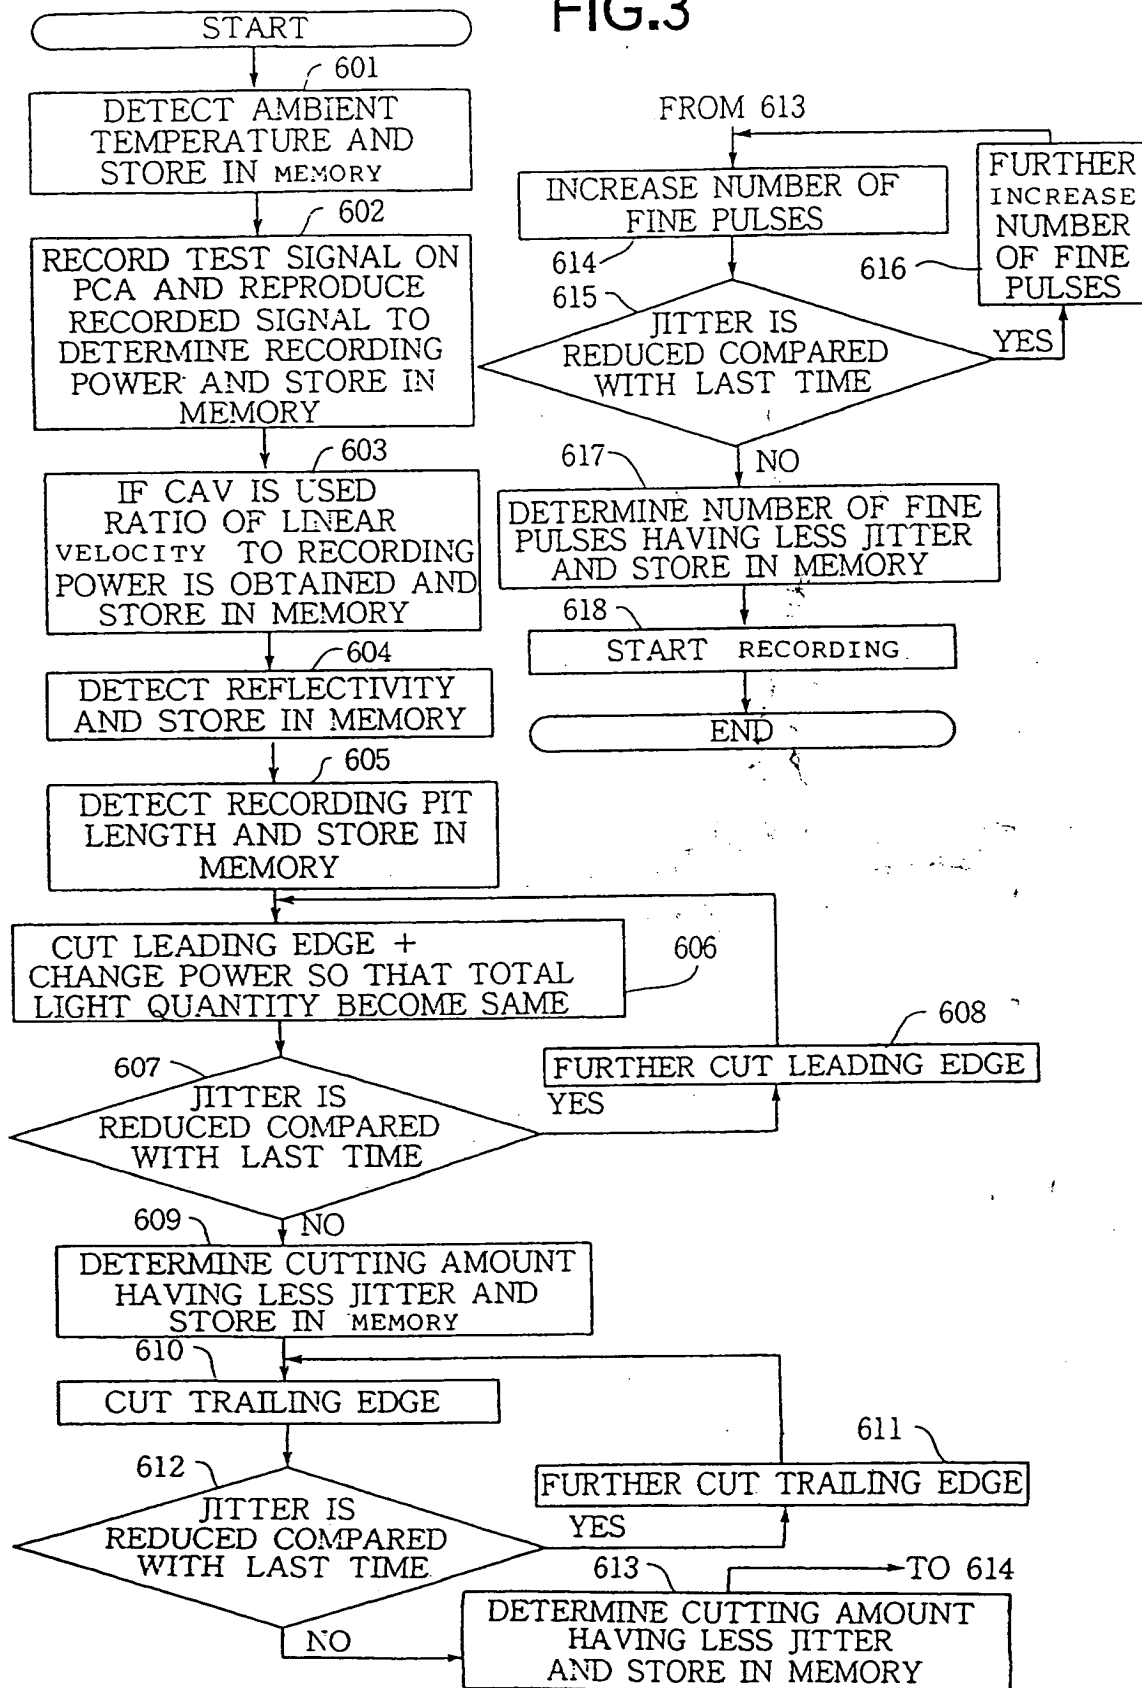 FIG.3
START
601
DETECT AMBIENT
TEMPERATURE AND
STORE IN MEMORY
602
RECORD TEST SIGNAL ON
PCA AND REPRODUCE
RECORDED SIGNAL TO
DETERMINE RECORDING
POWER AND STORE IN
MEMORY
603
IF CAV IS USED
RATIO OF LINEAR
VELOCITY TO RECORDING
POWER IS OBTAINED AND
STORE IN MEMORY
604
DETECT REFLECTIVITY
AND STORE IN MEMORY
605
DETECT RECORDING PIT
LENGTH AND STORE IN
MEMORY
CUT LEADING EDGE +
CHANGE POWER SO THAT TOTAL
LIGHT QUANTITY BECOME SAME
606
607
JITTER IS
REDUCED COMPARED
WITH LAST TIME
608
FURTHER CUT LEADING EDGE
YES
NO
609
DETERMINE CUTTING AMOUNT
HAVING LESS JITTER AND
STORE IN MEMORY
610
CUT TRAILING EDGE
611
FURTHER CUT TRAILING EDGE
612
JITTER IS
REDUCED COMPARED
WITH LAST TIME
YES
NO
613
TO 614
DETERMINE CUTTING AMOUNT
HAVING LESS JITTER
AND STORE IN MEMORY
FROM 613
INCREASE NUMBER OF
FINE PULSES
614
615
JITTER IS
REDUCED COMPARED
WITH LAST TIME
YES
616
FURTHER
INCREASE
NUMBER
OF FINE
PULSES
NO
617
DETERMINE NUMBER OF FINE
PULSES HAVING LESS JITTER
AND STORE IN MEMORY
618
START RECORDING
END